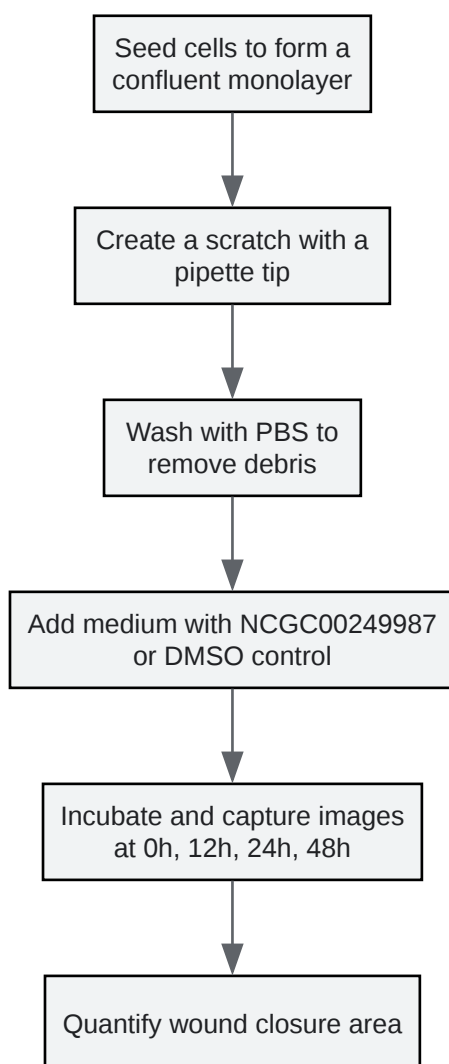 Seed cells to form a
confluent monolayer
Create a scratch with a
pipette tip
Wash with PBS to
remove debris
Add medium with NCGC00249987
or DMSO control
Incubate and capture images
at 0h, 12h, 24h, 48h
Quantify wound closure area